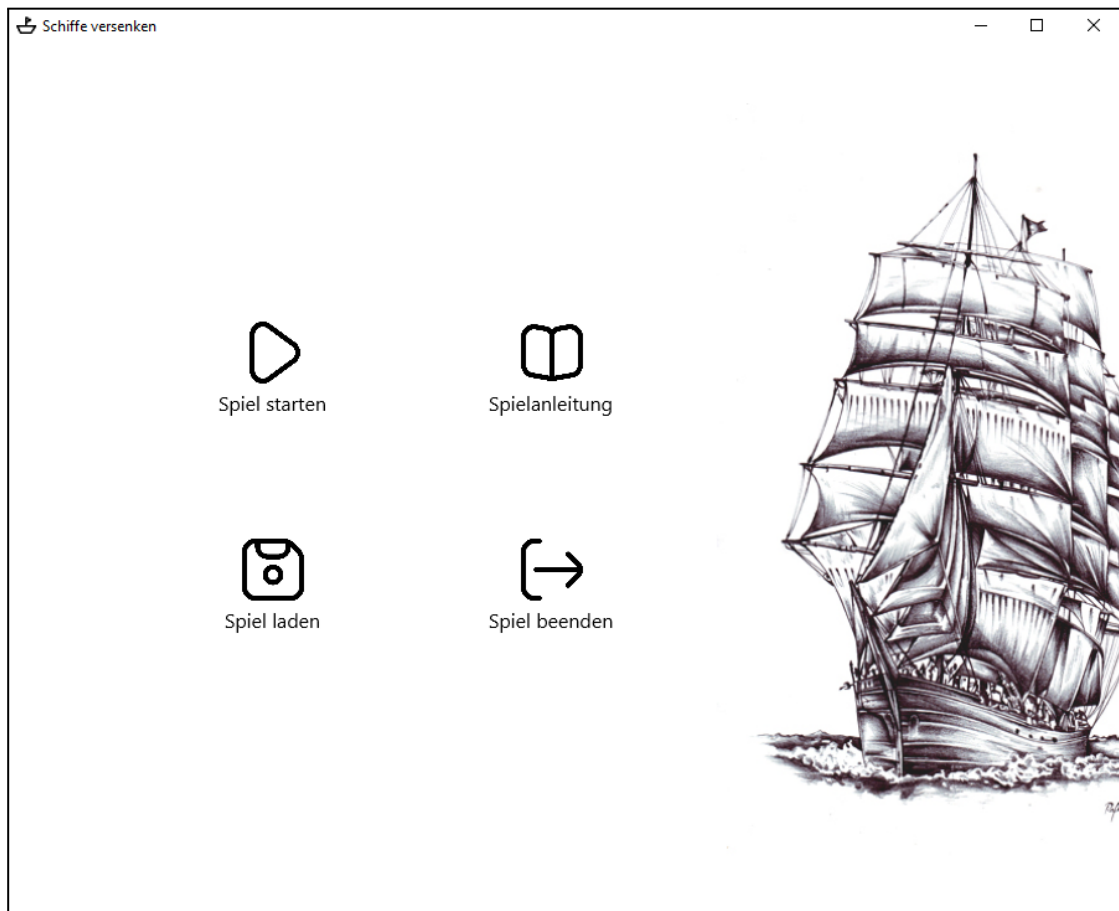 Schiffe versenken
Spiel starten
Spielanleitung
Spiel laden
Spiel beenden